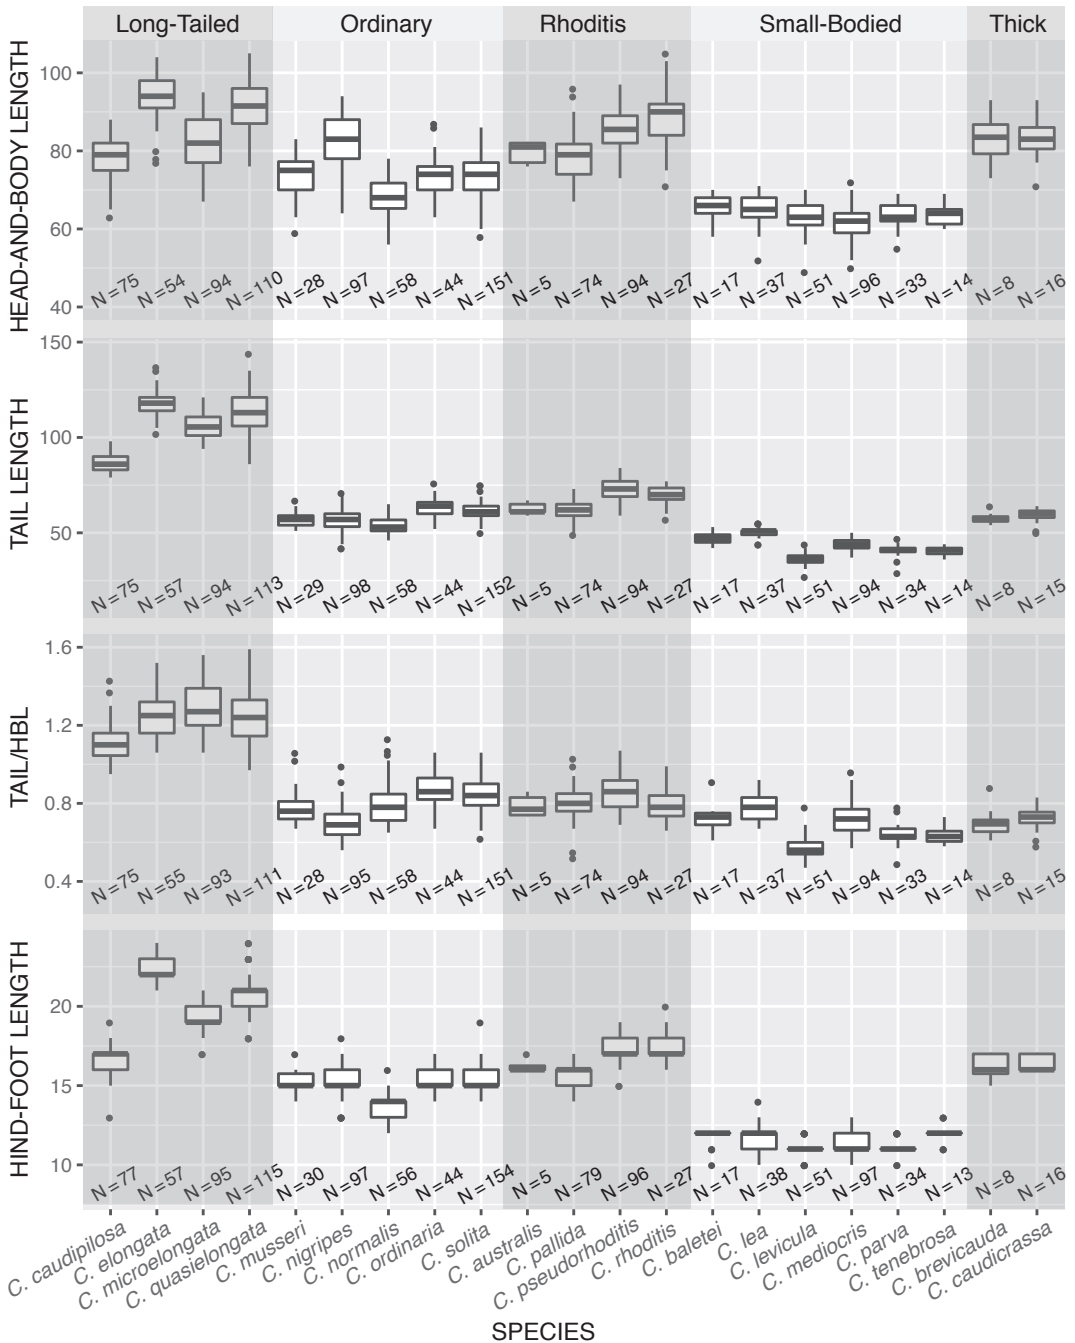 Long-Tailed Ordinary Rhoditis Small-Bodied Thick
HEAD-AND-BODY LENGTH
100
80
60
40
N=75 N=54 N=94 N=110 N=28 N=97 N=58 N=44 N=151 N=5 N=74 N=94 N=27 N=17 N=37 N=51 N=96 N=33 N=14 N=8 N=16
TAIL LENGTH
150
100
50
N=75 N=57 N=94 N=113 N=29 N=98 N=58 N=44 N=152 N=5 N=74 N=94 N=27 N=17 N=37 N=51 N=94 N=34 N=14 N=8 N=15
TAIL/HBL
1.6
1.2
0.8
0.4
N=75 N=55 N=93 N=111 N=28 N=95 N=58 N=44 N=151 N=5 N=74 N=94 N=27 N=17 N=37 N=51 N=94 N=33 N=14 N=8 N=15
HIND-FOOT LENGTH
20
15
10
N=77 N=57 N=95 N=115 N=30 N=97 N=56 N=44 N=154 N=5 N=79 N=96 N=27 N=17 N=38 N=51 N=97 N=34 N=13 N=8 N=16
C. caudipilosa
C. elongata
C. microelongata
C. quasielongata
C. musseri
C. nigripes
C. normalis
C. ordinaria
C. solita
C. australis
C. pallida
C. pseudorhoditis
C. rhoditis
C. baletei
C. lea
C. levicula
C. mediocris
C. parva
C. tenebrosa
C. brevicauda
C. caudicrassa
SPECIES